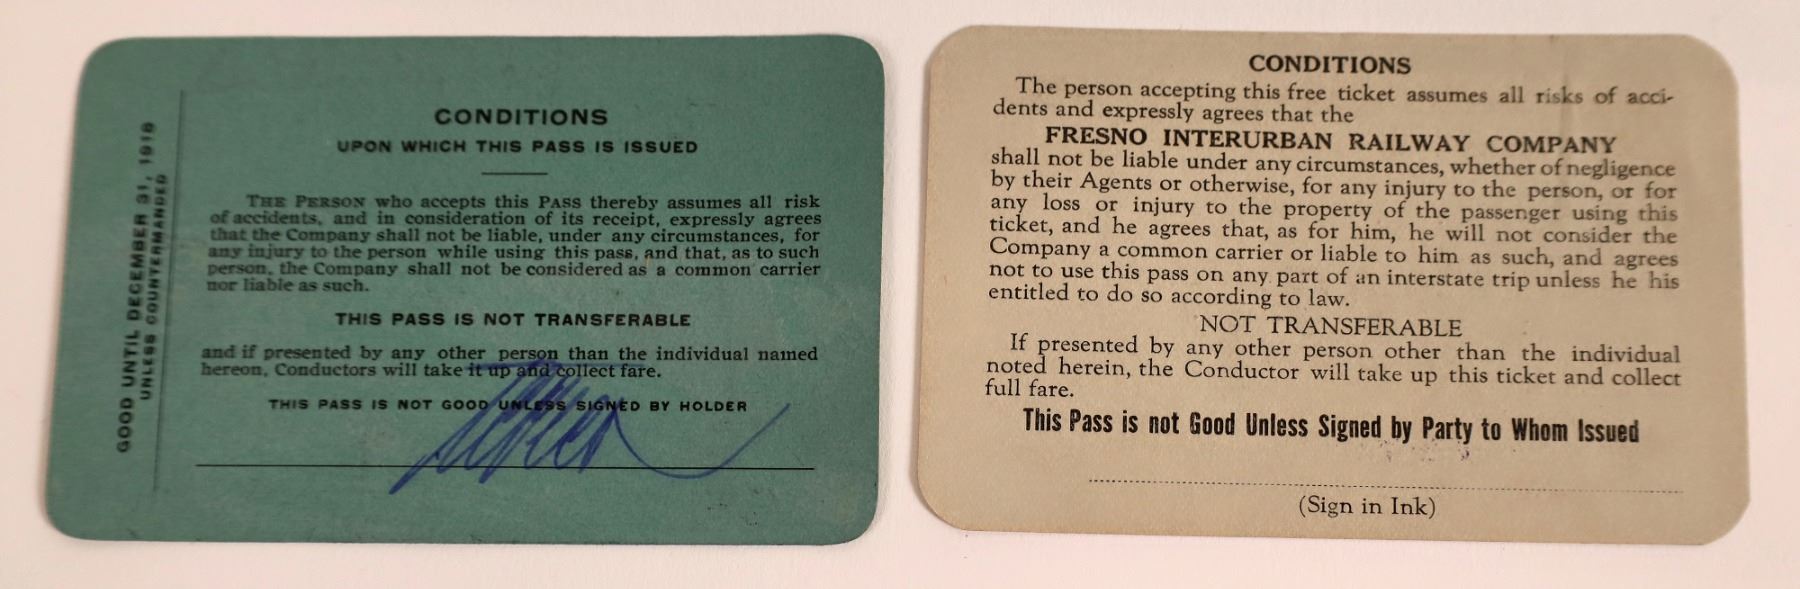 GOOD UNTIL DECEMBER 31, 1918
UNLESS COUNTERMANDED
CONDITIONS
UPON WHICH THIS PASS IS ISSUED
THE PERSON who accepts this PASS thereby assumes all risk
of accidents, and in consideration of its receipt, expressly agrees
that the Company shall not be liable, under any circumstances, for
any injury to the person while using this pass, and that, as to such
person, the Company shall not be considered as a common carrier
nor liable as such.
THIS PASS IS NOT TRANSFERABLE
and if presented by any other person than the individual named
hereon, Conductors will take it up and collect fare.
THIS PASS IS NOT GOOD UNLESS SIGNED BY HOLDER
CONDITIONS
The person accepting this free ticket assumes all risks of acci-
dents and expressly agrees that the
FRESNO INTERURBAN RAILWAY COMPANY
shall not be liable under any circumstances, whether of negligence
by their Agents or otherwise, for any injury to the person, or for
any loss or injury to the property of the passenger using this
ticket, and he agrees that, as for him, he will not consider the
Company a common carrier or liable to him as such, and agrees
not to use this pass on any part of an interstate trip unless he his
entitled to do so according to law.
NOT TRANSFERABLE
If presented by any other person other than the individual
noted herein, the Conductor will take up this ticket and collect
full fare.
This Pass is not Good Unless Signed by Party to Whom Issued
(Sign in Ink)